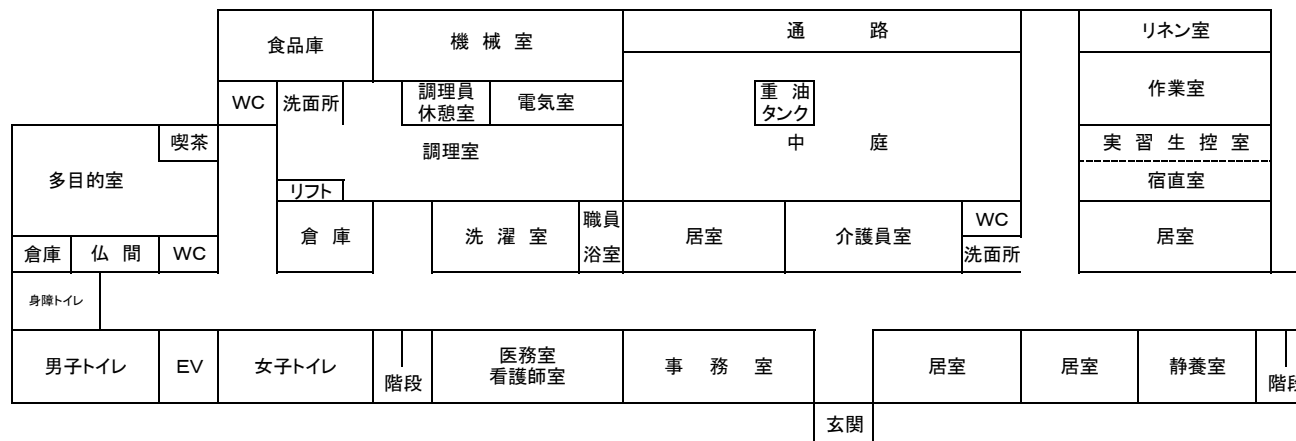 食品庫
機 械 室
通 路
リネン室
WC
洗面所
調理員
休憩室
電気室
重 油
タンク
作業室
喫茶
調理室
中 庭
実 習 生 控 室
多目的室
リフト
宿直室
倉 庫
洗 濯 室
職員
浴室
居室
介護員室
WC
洗面所
居室
倉庫
仏 間
WC
身障トイレ
男子トイレ
EV
女子トイレ
階段
医務室
看護師室
事 務 室
居室
居室
静養室
階段
玄関